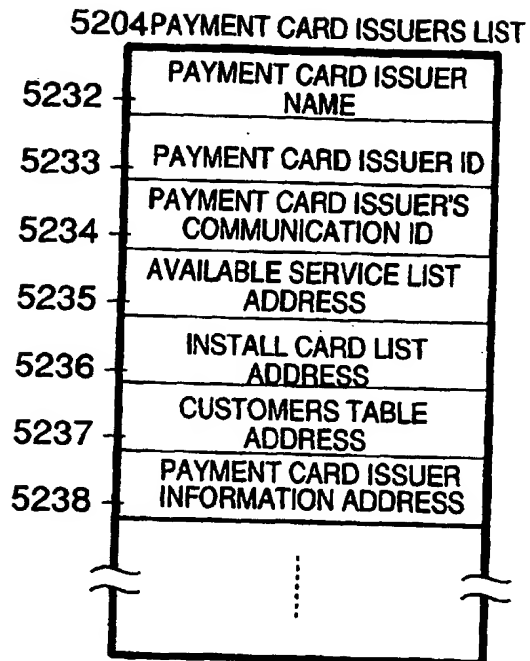 5204 PAYMENT CARD ISSUERS LIST
5232 PAYMENT CARD ISSUER
NAME
5233 PAYMENT CARD ISSUER ID
PAYMENT CARD ISSUER'S
5234 COMMUNICATION ID
AVAILABLE SERVICE LIST
5235 ADDRESS
INSTALL CARD LIST
5236 ADDRESS
CUSTOMERS TABLE
5237 ADDRESS
PAYMENT CARD ISSUER
5238 INFORMATION ADDRESS